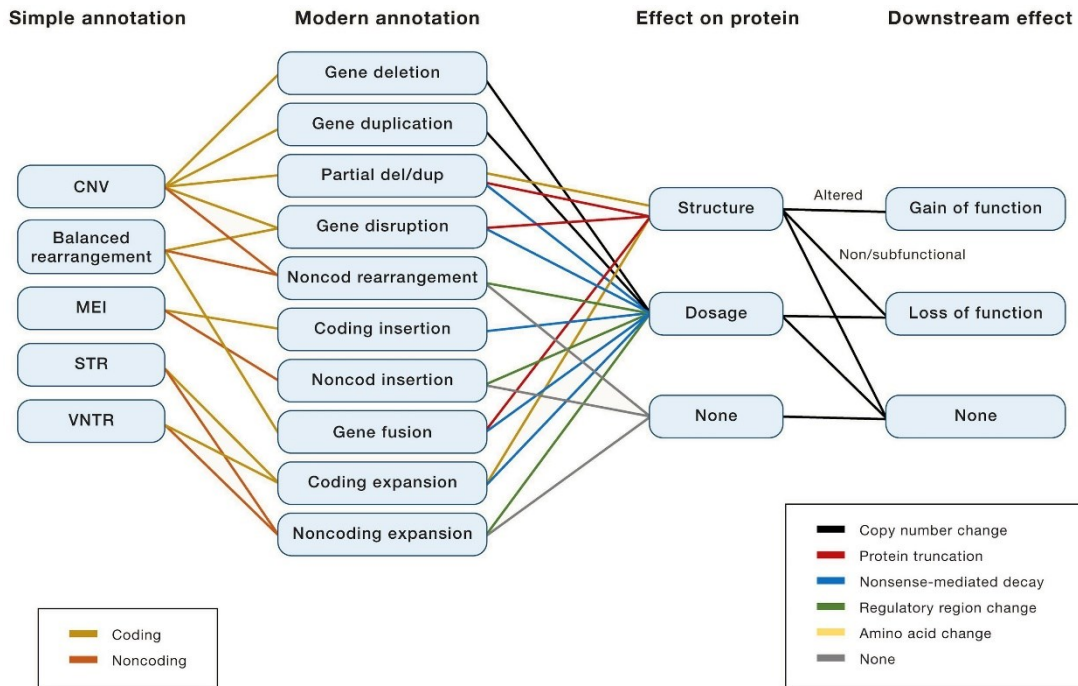 Simple annotation
Modern annotation
Effect on protein
Downstream effect
CNV
Balanced
rearrangement
MEI
STR
VNTR
Gene deletion
Gene duplication
Partial del/dup
Gene disruption
Noncod rearrangement
Coding insertion
Noncod insertion
Gene fusion
Coding expansion
Noncoding expansion
Structure
Dosage
None
Altered
Non/subfunctional
Gain of function
Loss of function
None
Coding
Noncoding
Copy number change
Protein truncation
Nonsense-mediated decay
Regulatory region change
Amino acid change
None